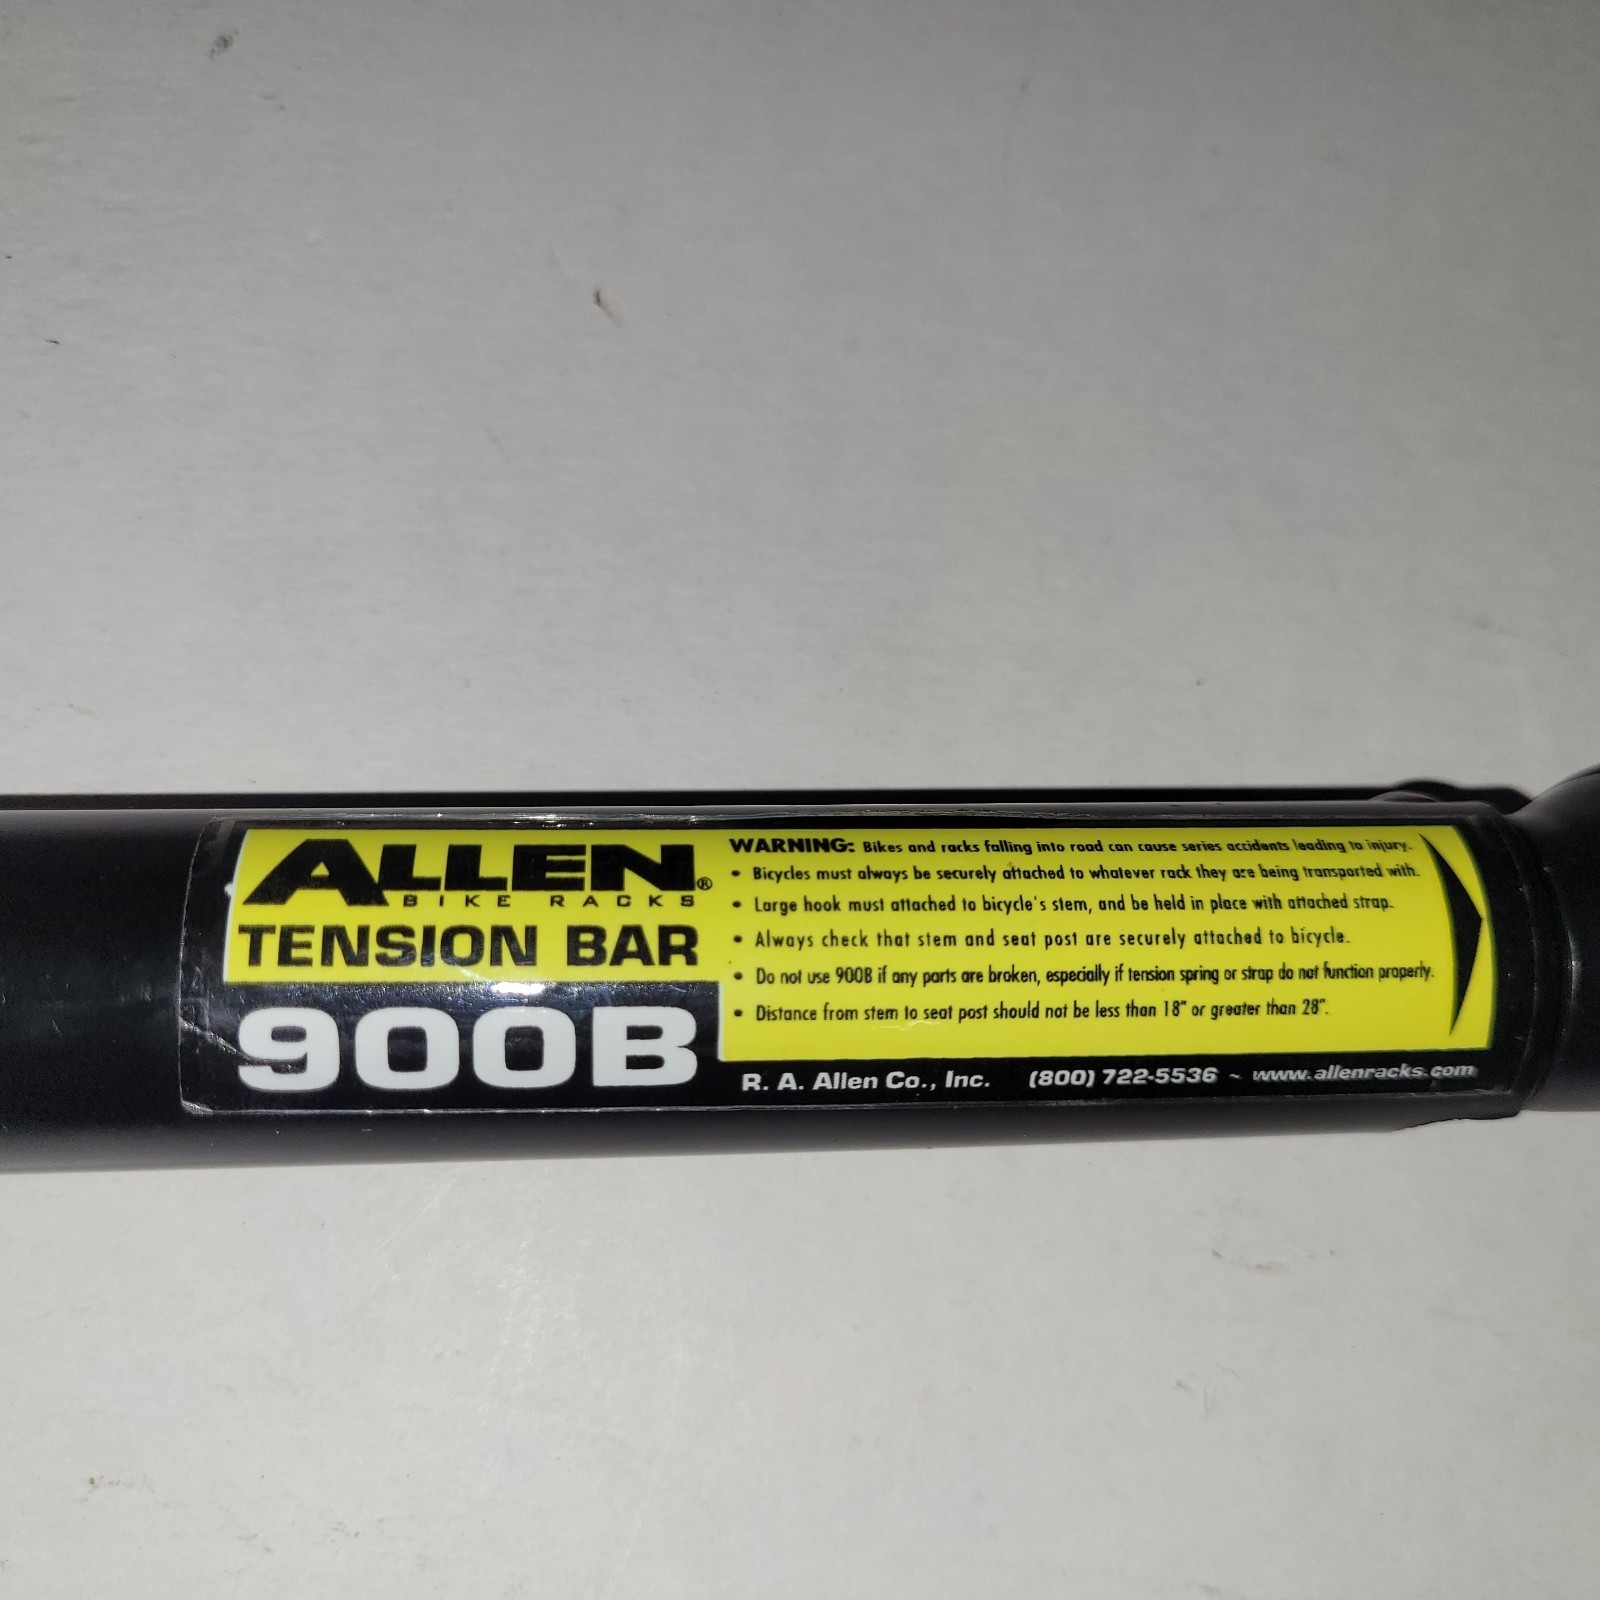 ALLEN®
BIKE RACKS
TENSION BAR
900B
WARNING: Bikes and racks falling into road can cause series accidents leading to injury.
• Bicycles must always be securely attached to whatever rack they are being transported with.
• Large hook must attached to bicycle's stem, and be held in place with attached strap.
• Always check that stem and seat post are securely attached to bicycle.
• Do not use 900B if any parts are broken, especially if tension spring or strap do not function properly.
• Distance from stem to seat post should not be less than 18" or greater than 28".
R. A. Allen Co., Inc. (800) 722-5536 ~ www.allenracks.com